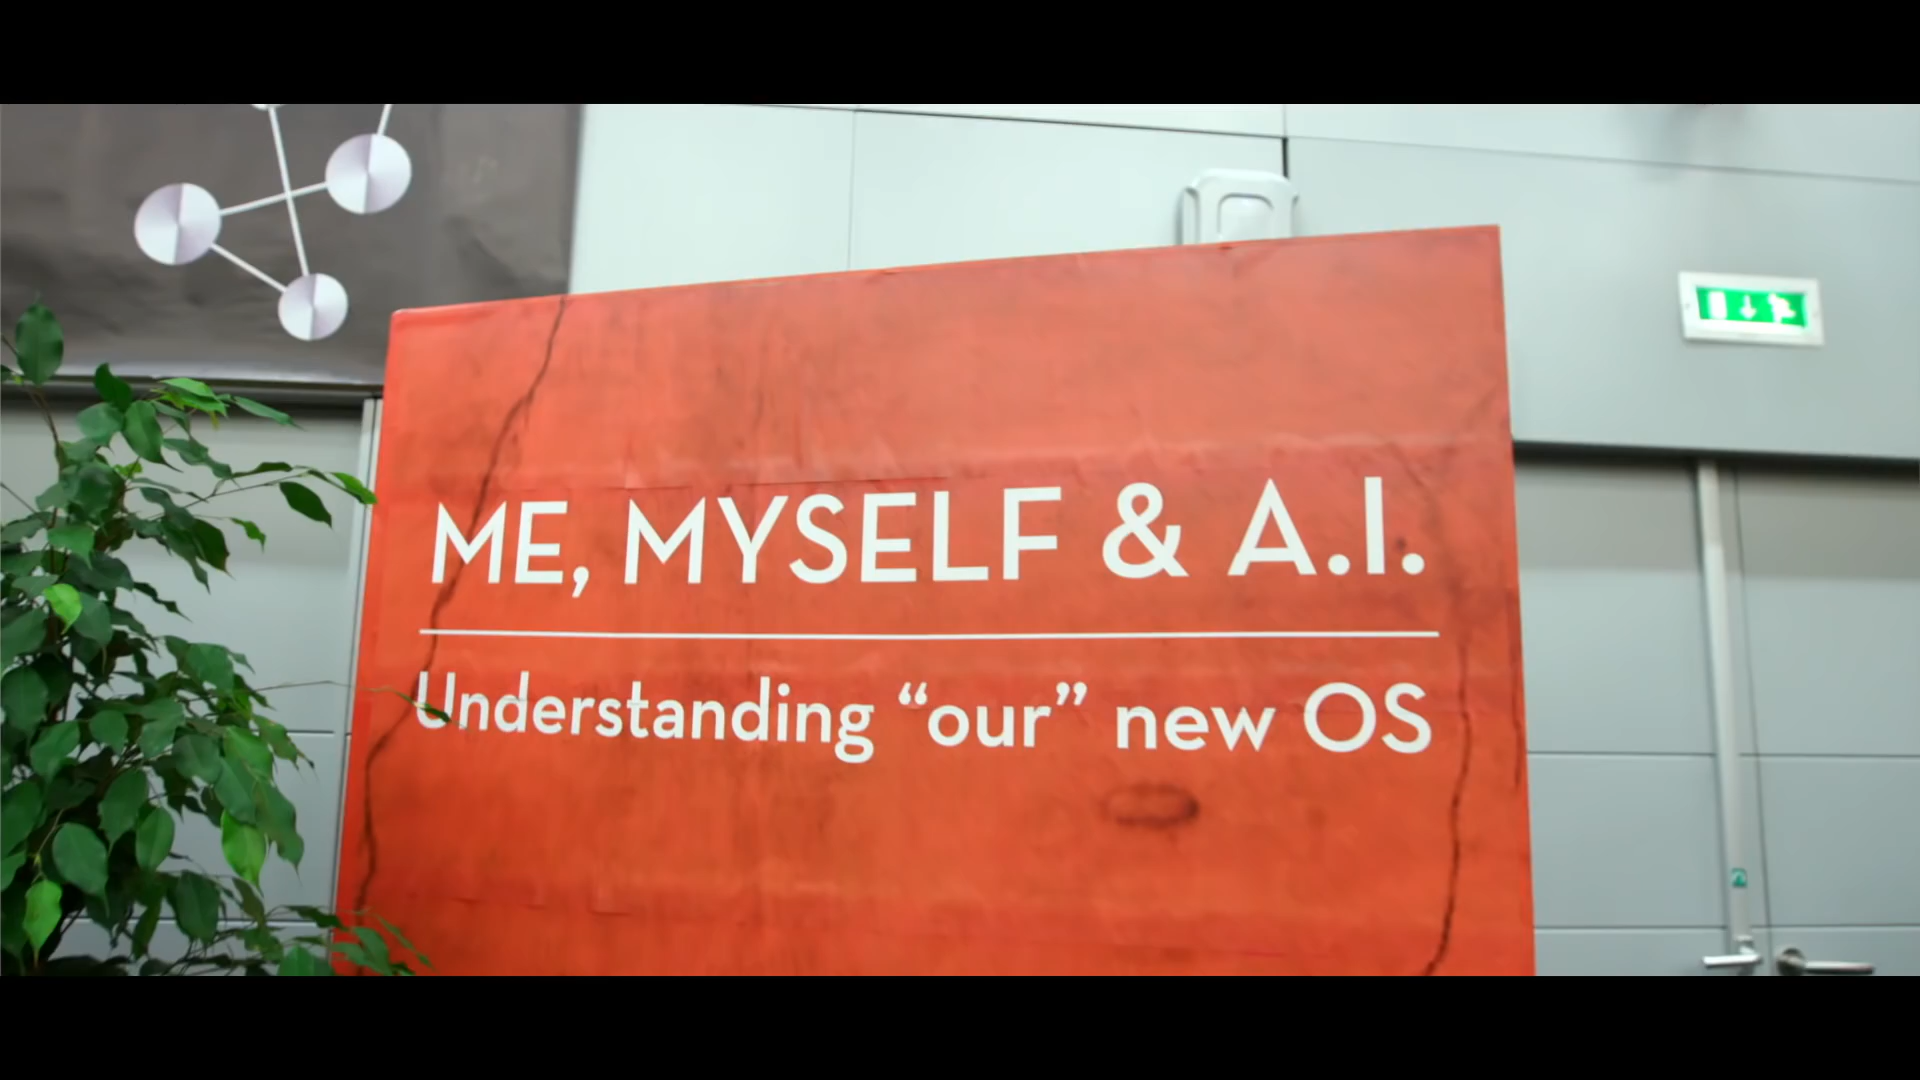 ME, MYSELF & A.I.
Understanding “our” new OS